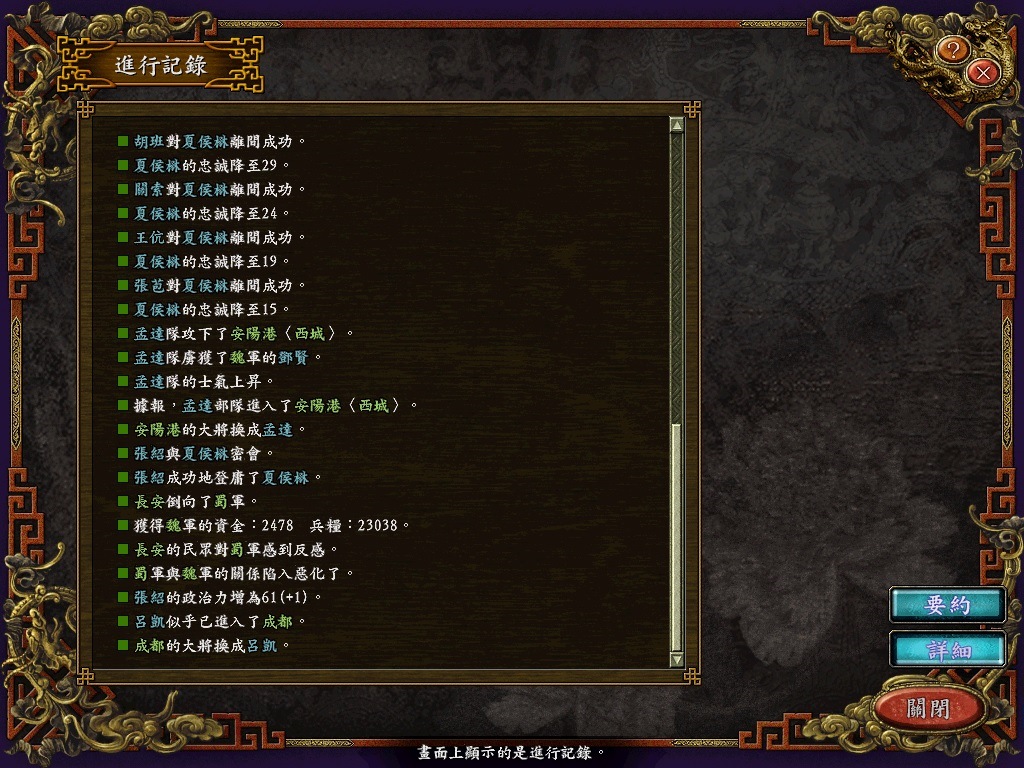 進行記錄
胡班對夏侯楙離間成功。
夏侯楙的忠誠降至29。
關索對夏侯楙離間成功。
夏侯楙的忠誠降至24。
王伉對夏侯楙離間成功。
夏侯楙的忠誠降至19。
張苞對夏侯楙離間成功。
夏侯楙的忠誠降至15。
孟達隊攻下了安陽港〈西城〉。
孟達隊虜獲了魏軍的鄧賢。
孟達隊的士氣上昇。
據報，孟達部隊進入了安陽港〈西城〉。
安陽港的大將換成孟達。
張紹與夏侯楙密會。
張紹成功地登庸了夏侯楙。
長安倒向了蜀軍。
獲得魏軍的資金：2478 兵糧：23038。
長安的民眾對蜀軍感到反感。
蜀軍與魏軍的關係陷入惡化了。
張紹的政治力增為61(+1)。
呂凱似乎已進入了成都。
成都的大將換成呂凱。
要約
詳細
關閉
畫面上顯示的是進行記錄。